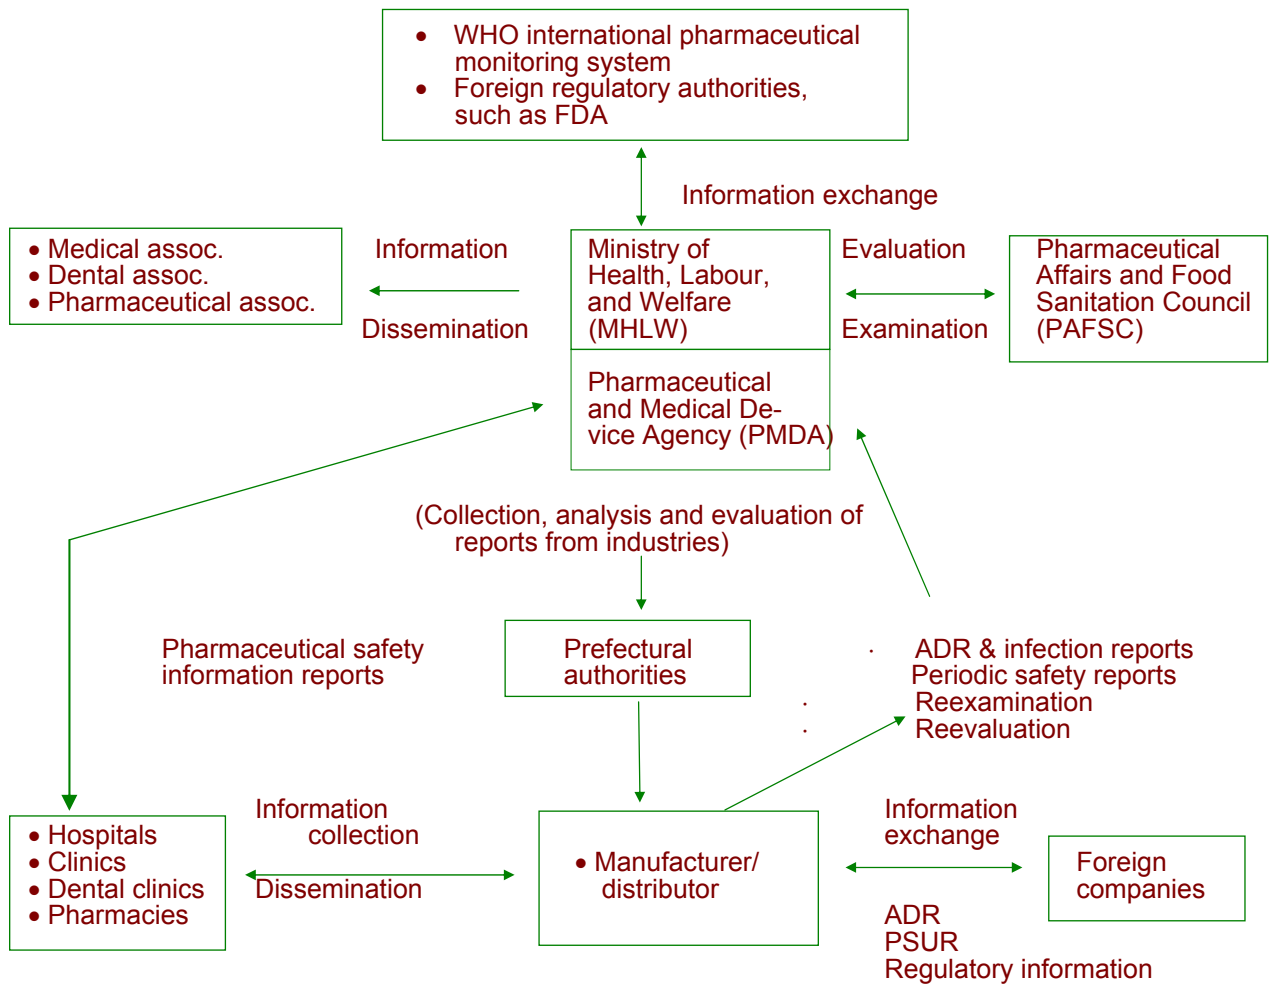 • WHO international pharmaceutical
monitoring system
• Foreign regulatory authorities,
such as FDA
Information exchange
• Medical assoc.
• Dental assoc.
• Pharmaceutical assoc.
Information
Dissemination
Ministry of
Health, Labour,
and Welfare
(MHLW)
Evaluation
Examination
Pharmaceutical
Affairs and Food
Sanitation Council
(PAFSC)
Pharmaceutical
and Medical De-
vice Agency (PMDA)
(Collection, analysis and evaluation of
reports from industries)
Pharmaceutical safety
information reports
Prefectural
authorities
· ADR & infection reports
Periodic safety reports
· Reexamination
· Reevaluation
• Hospitals
• Clinics
• Dental clinics
• Pharmacies
Information
collection
Dissemination
• Manufacturer/
distributor
Information
exchange
ADR
PSUR
Regulatory information
Foreign
companies